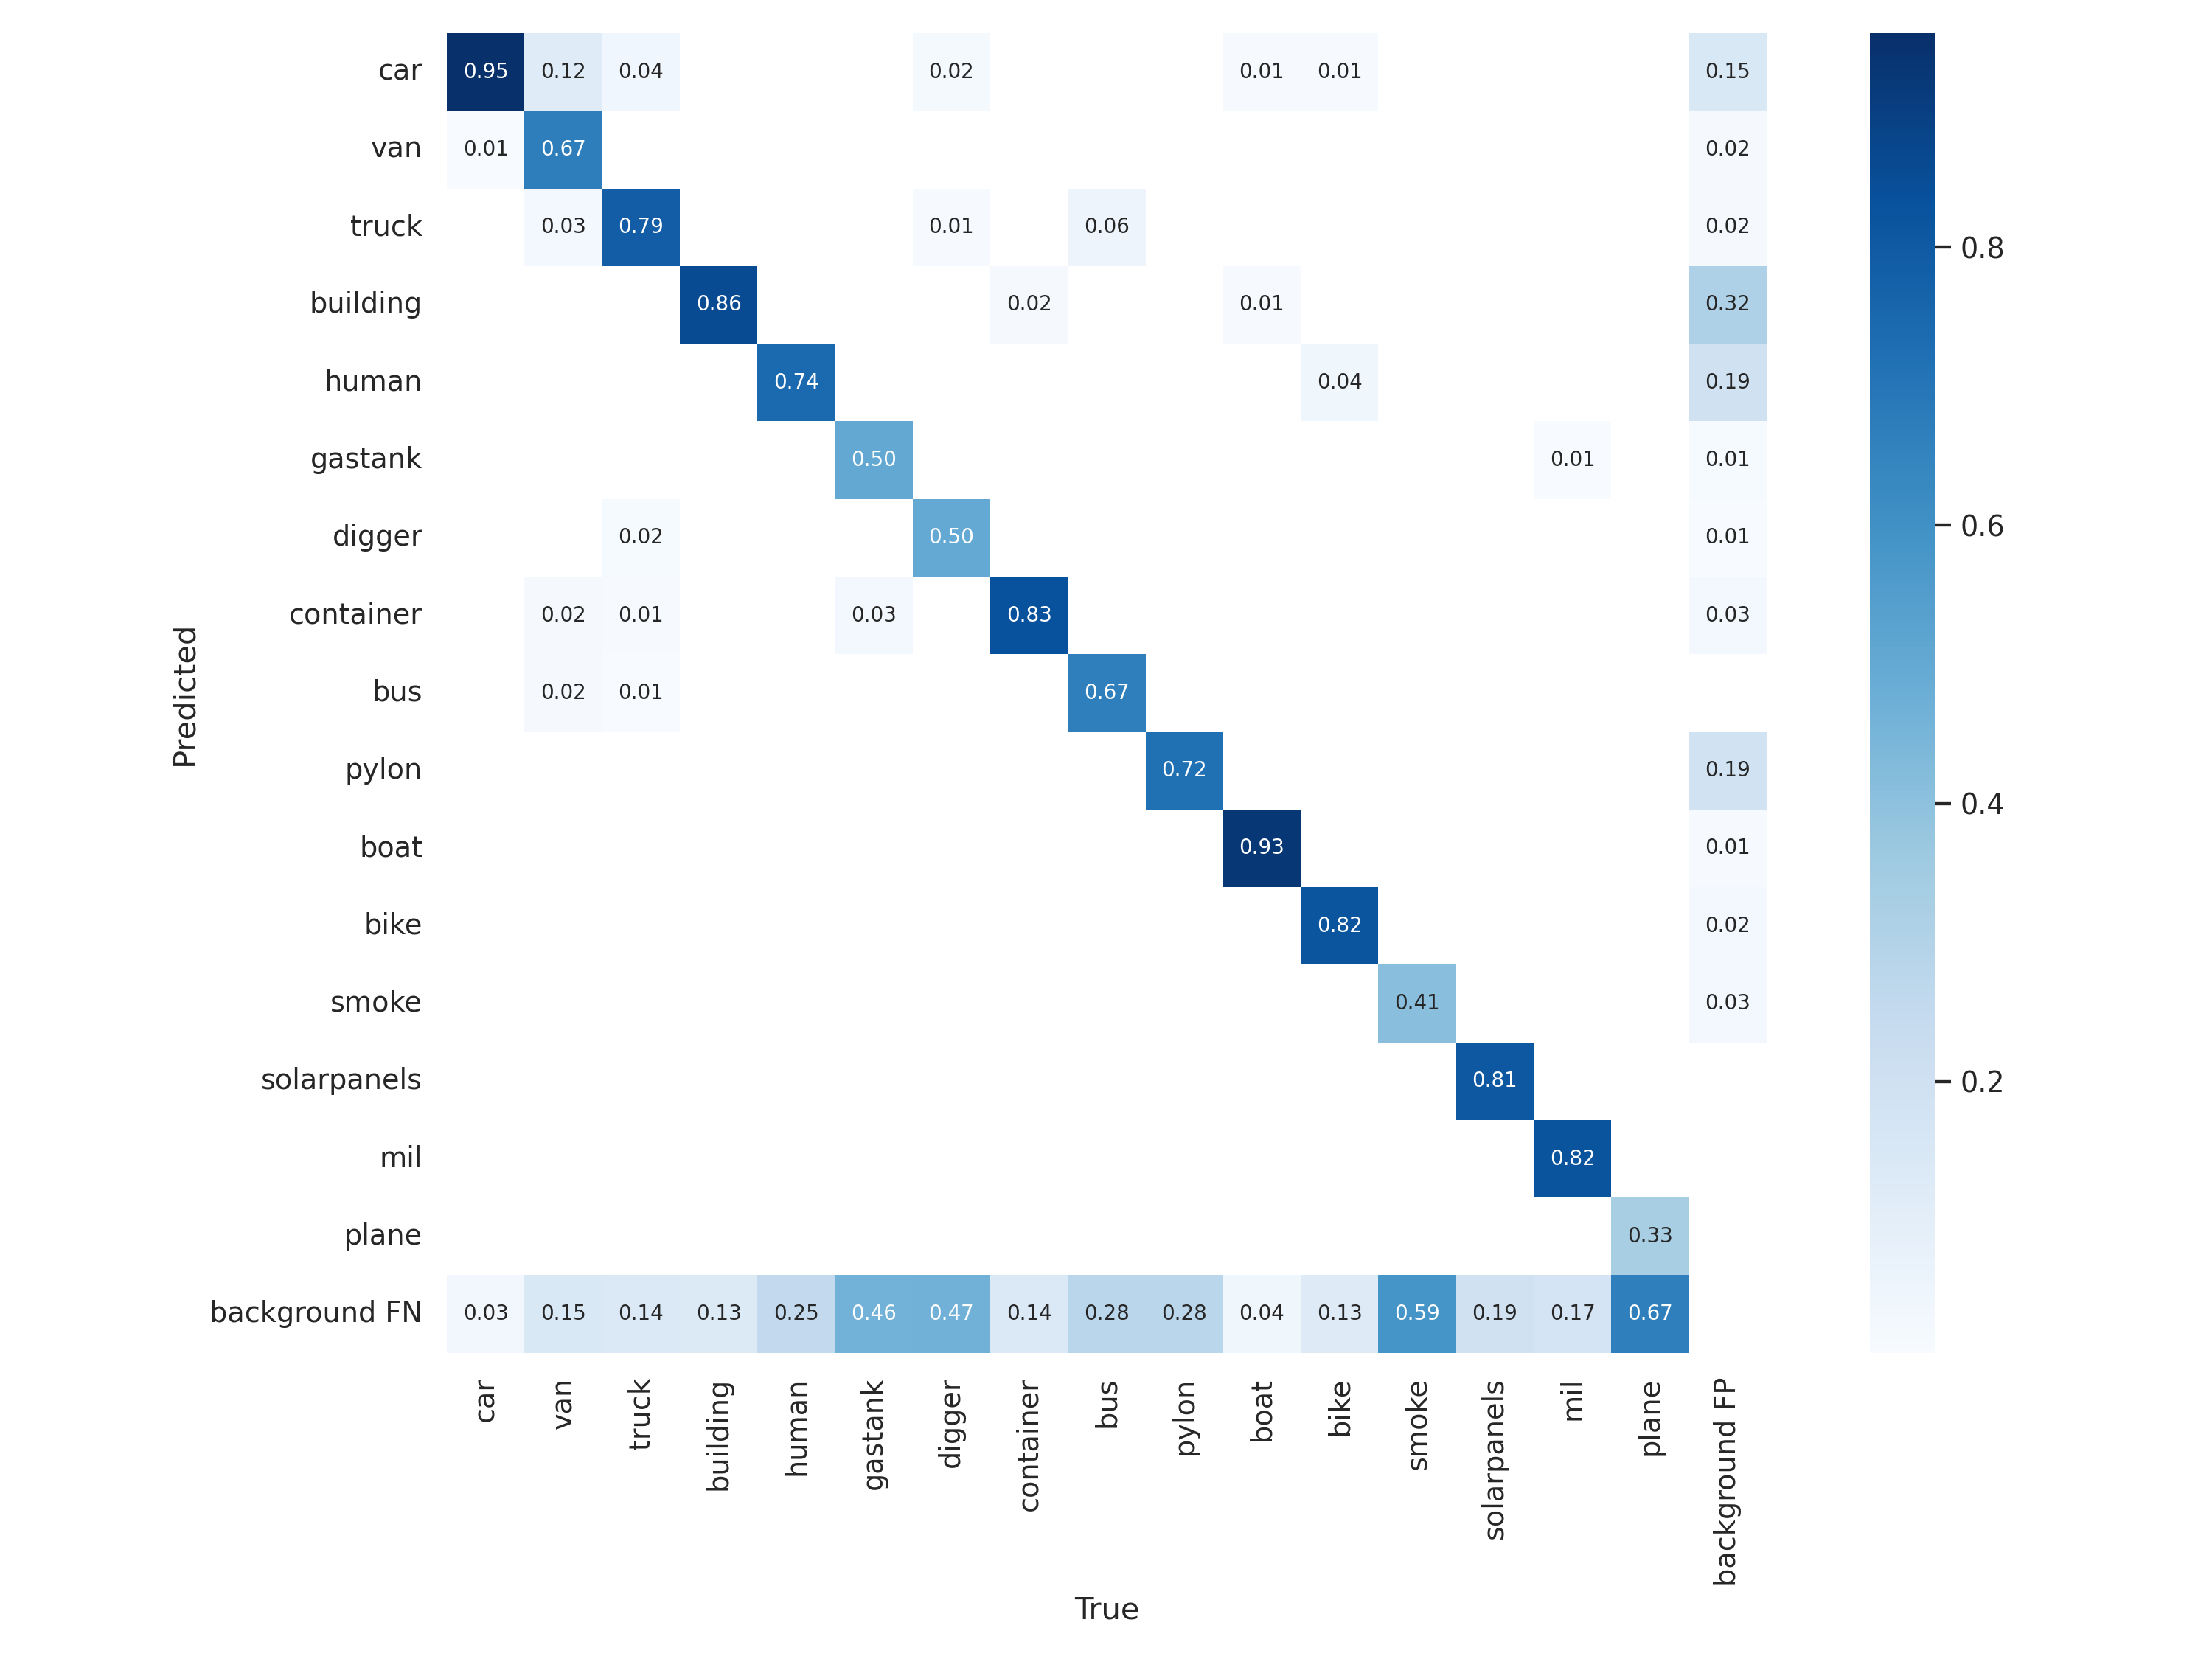 car 0.95 0.12 0.04 0.02 0.01 0.01 0.15
van 0.01 0.67 0.02
truck 0.03 0.79 0.01 0.06 0.02
0.8
building 0.86 0.02 0.01 0.32
human 0.74 0.04 0.19
gastank 0.50 0.01 0.01
0.6
digger 0.02 0.50 0.01
container 0.02 0.01 0.03 0.83 0.03
Predicted
bus 0.02 0.01 0.67
pylon 0.72 0.19
0.4
boat 0.93 0.01
bike 0.82 0.02
smoke 0.41 0.03
solarpanels 0.81
0.2
mil 0.82
plane 0.33
background FN 0.03 0.15 0.14 0.13 0.25 0.46 0.47 0.14 0.28 0.28 0.04 0.13 0.59 0.19 0.17 0.67
car
van
truck
building
human
gastank
digger
container
bus
pylon
boat
bike
smoke
solarpanels
mil
plane
background FP
True